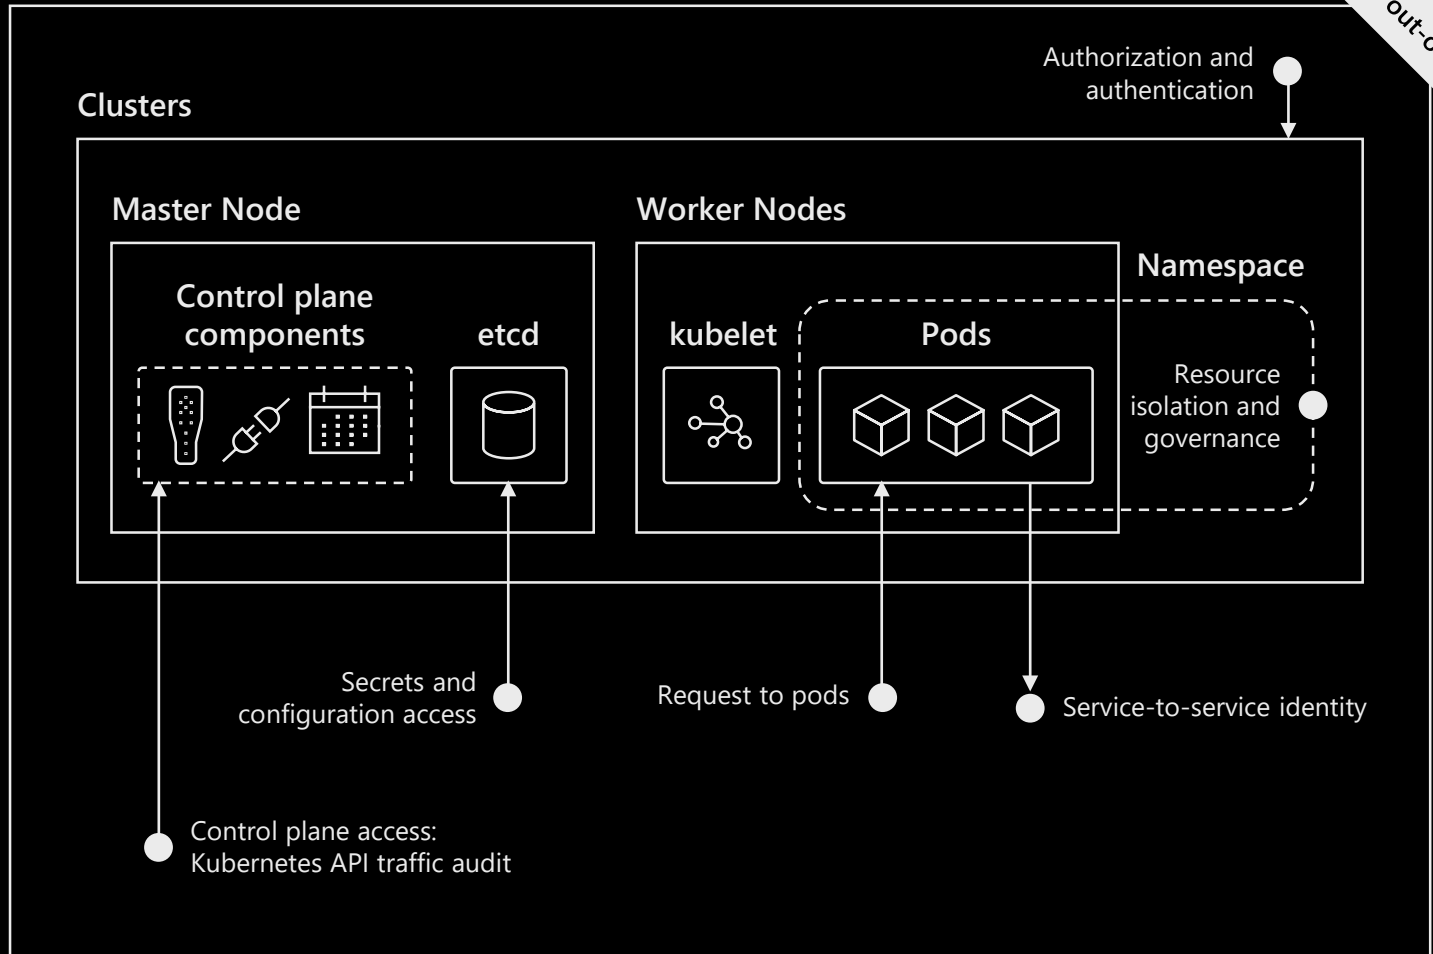 Authorization and
authentication
Clusters
Master Node
Worker Nodes
Namespace
Control plane
components
etcd
kubelet
Pods
Resource
isolation and
governance
Secrets and
configuration access
Request to pods
Service-to-service identity
Control plane access:
Kubernetes API traffic audit